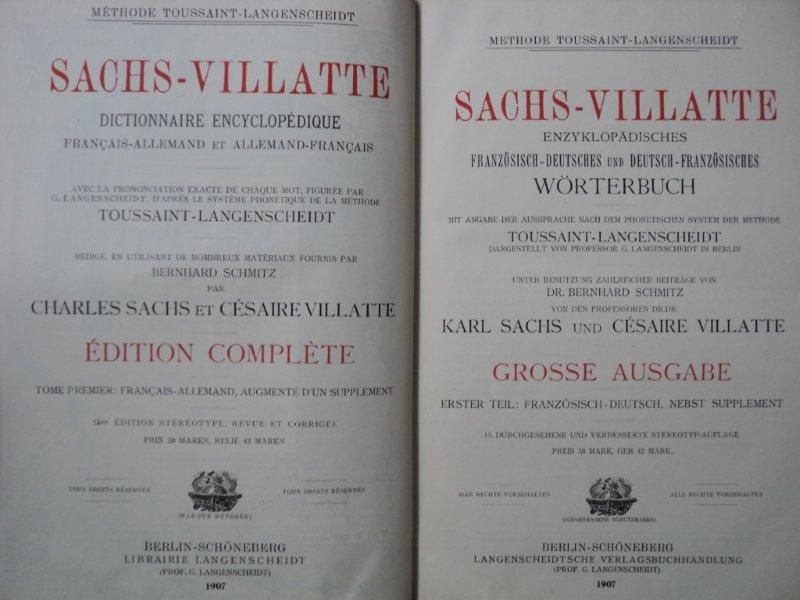 MÉTHODE TOUSSAINT-LANGENSCHEIDT
SACHS-VILLATTE
DICTIONNAIRE ENCYCLOPÉDIQUE
FRANÇAIS-ALLEMAND ET ALLEMAND-FRANÇAIS
AVEC LA PRONONCIATION EXACTE DE CHAQUE MOT, FIGURÉE PAR
G. LANGENSCHEIDT, D'APRÈS LE SYSTÈME PHONÉTIQUE DE LA MÉTHODE
TOUSSAINT-LANGENSCHEIDT
RÉDIGÉ, EN UTILISANT DE NOMBREUX MATÉRIAUX FOURNIS PAR
BERNHARD SCHMITZ
PAR
CHARLES SACHS ET CÉSAIRE VILLATTE
ÉDITION COMPLÈTE
TOME PREMIER: FRANÇAIS-ALLEMAND, AUGMENTÉ D'UN SUPPLÉMENT
15ème ÉDITION STÉRÉOTYPE, REVUE ET CORRIGÉE
PRIX 38 MARKS, RELIÉ 42 MARKS
TOUS DROITS RÉSERVÉS
TOUS DROITS RÉSERVÉS
(MARQUE DÉPOSÉE)
BERLIN-SCHÖNEBERG
LIBRAIRIE LANGENSCHEIDT
(PROF. G. LANGENSCHEIDT)
1907
METHODE TOUSSAINT-LANGENSCHEIDT
SACHS-VILLATTE
ENZYKLOPÄDISCHES
FRANZÖSISCH-DEUTSCHES UND DEUTSCH-FRANZÖSISCHES
WÖRTERBUCH
MIT ANGABE DER AUSSPRACHE NACH DEM PHONETISCHEN SYSTEM DER METHODE
TOUSSAINT-LANGENSCHEIDT
DARGESTELLT VON PROFESSOR G. LANGENSCHEIDT IN BERLIN
UNTER BENUTZUNG ZAHLREICHER BEITRÄGE VON
DR. BERNHARD SCHMITZ
VON DEN PROFESSOREN DR.DR.
KARL SACHS UND CÉSAIRE VILLATTE
GROSSE AUSGABE
ERSTER TEIL: FRANZÖSISCH-DEUTSCH, NEBST SUPPLEMENT
15. DURCHGESEHENE UND VERBESSERTE STEREOTYP-AUFLAGE
PREIS 38 MARK, GEB. 42 MARK.
ALLE RECHTE VORBEHALTEN
ALLE RECHTE VORBEHALTEN
(EINGETRAGENE SCHUTZMARKE)
BERLIN-SCHÖNEBERG
LANGENSCHEIDTSCHE VERLAGSBUCHHANDLUNG
(PROF. G. LANGENSCHEIDT)
1907